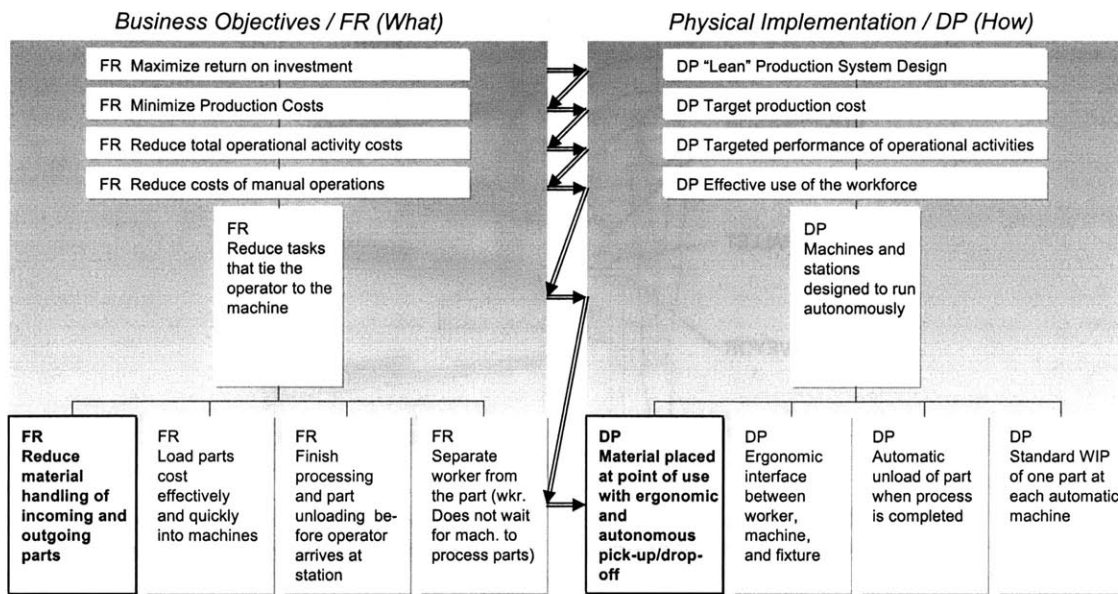 Business Objectives / FR (What)
FR Maximize return on investment
FR Minimize Production Costs
FR Reduce total operational activity costs
FR Reduce costs of manual operations
FR
Reduce tasks
that tie the
operator to the
machine
FR
Reduce
material
handling of
incoming and
outgoing
parts
FR
Load parts
cost
effectively
and quickly
into machines
FR
Finish
processing
and part
unloading be-
fore operator
arrives at
station
FR
Separate
worker from
the part (wkr.
Does not wait
for mach. to
process parts)
Physical Implementation / DP (How)
DP “Lean” Production System Design
DP Target production cost
DP Targeted performance of operational activities
DP Effective use of the workforce
DP
Machines and
stations
designed to run
autonomously
DP
Material placed
at point of use
with ergonomic
and
autonomous
pick-up/drop-
off
DP
Ergonomic
interface
between
worker,
machine,
and fixture
DP
Automatic
unload of part
when process
is completed
DP
Standard WIP
of one part at
each automatic
machine